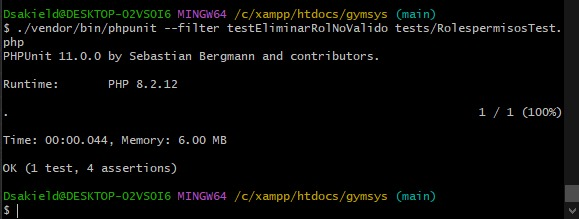 Dsakield@DESKTOP-02VSOI6 MINGW64 /c/xampp/htdocs/gymsys (main)
$ ./vendor/bin/phpunit --filter testEliminarRolNoValido tests/RolespermisosTest.
php
PHPUnit 11.0.0 by Sebastian Bergmann and contributors.
Runtime:       PHP 8.2.12
.                                                                   1 / 1 (100%)
Time: 00:00.044, Memory: 6.00 MB
OK (1 test, 4 assertions)
Dsakield@DESKTOP-02VSOI6 MINGW64 /c/xampp/htdocs/gymsys (main)
$